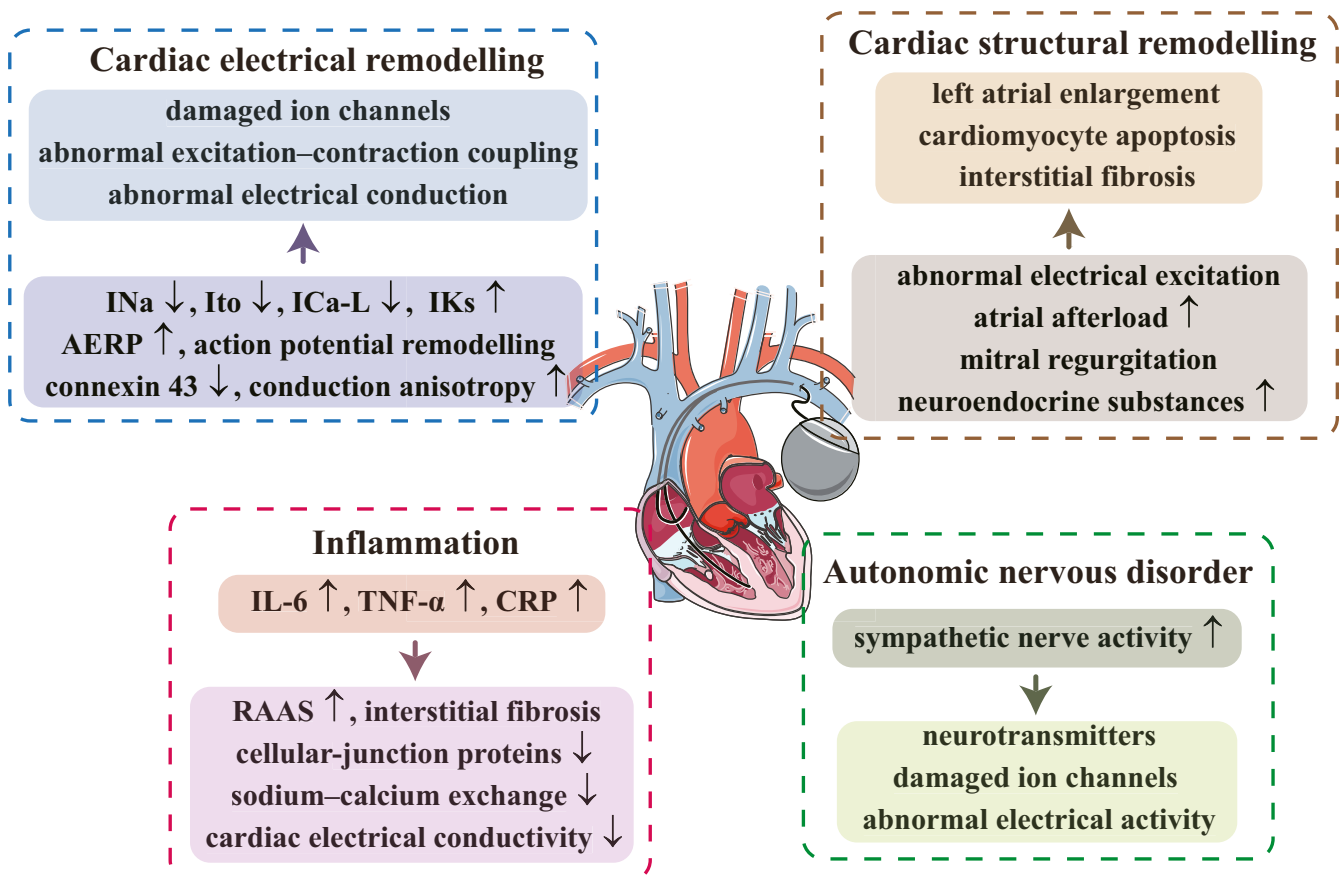 Cardiac electrical remodelling
damaged ion channels
abnormal excitation–contraction coupling
abnormal electrical conduction
INa ↓, Ito ↓, ICa-L ↓, IKs ↑
AERP ↑, action potential remodelling
connexin 43 ↓, conduction anisotropy ↑
Cardiac structural remodelling
left atrial enlargement
cardiomyocyte apoptosis
interstitial fibrosis
abnormal electrical excitation
atrial afterload ↑
mitral regurgitation
neuroendocrine substances ↑
Inflammation
IL-6 ↑, TNF-α ↑, CRP ↑
RAAS ↑, interstitial fibrosis
cellular-junction proteins ↓
sodium–calcium exchange ↓
cardiac electrical conductivity ↓
Autonomic nervous disorder
sympathetic nerve activity ↑
neurotransmitters
damaged ion channels
abnormal electrical activity